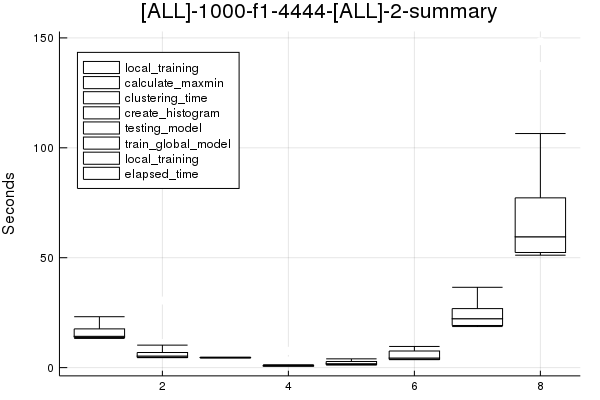 [ALL]-1000-f1-4444-[ALL]-2-summary
150
local_training
calculate_maxmin
clustering_time
create_histogram
testing_model
train_global_model
local_training
elapsed_time
100
Seconds
50
0
2
4
6
8